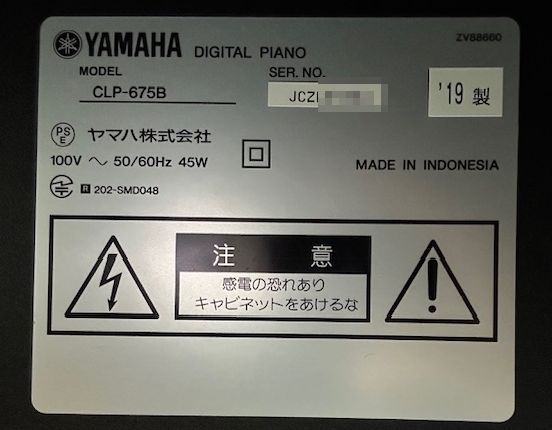 ZV88660
YAMAHA DIGITAL PIANO
MODEL SER. NO.
CLP-675B JCZ
'19 製
PS
E
ヤマハ株式会社
100V ～ 50/60Hz 45W
MADE IN INDONESIA
R 202-SMD048
注 意
感電の恐れあり
キャビネットをあけるな